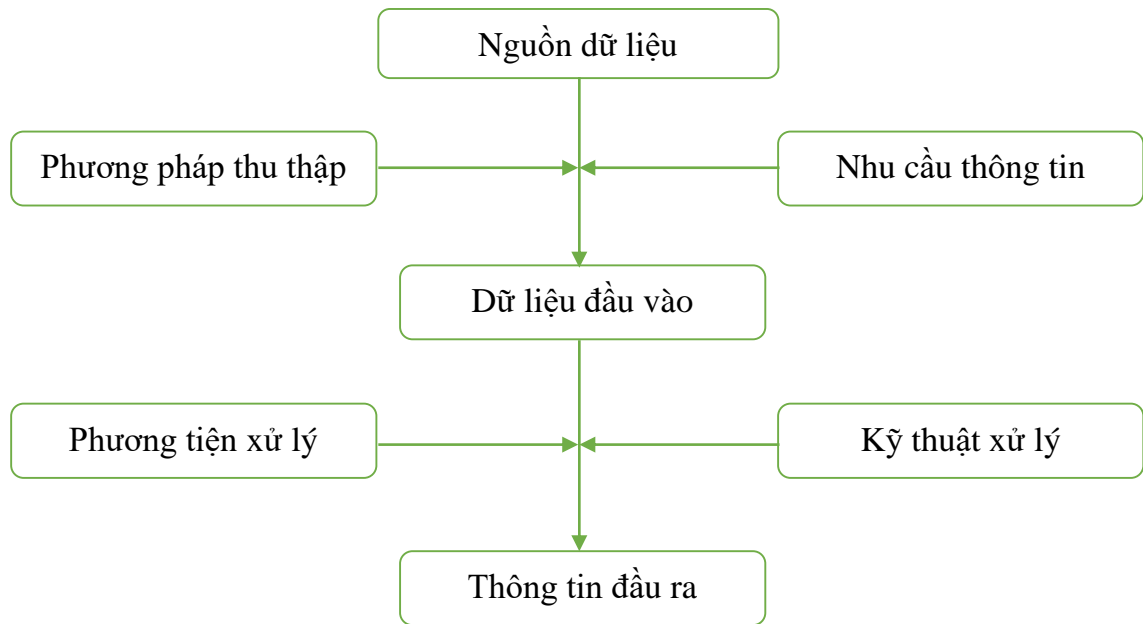 Nguồn dữ liệu
Phương pháp thu thập
Nhu cầu thông tin
Dữ liệu đầu vào
Phương tiện xử lý
Kỹ thuật xử lý
Thông tin đầu ra